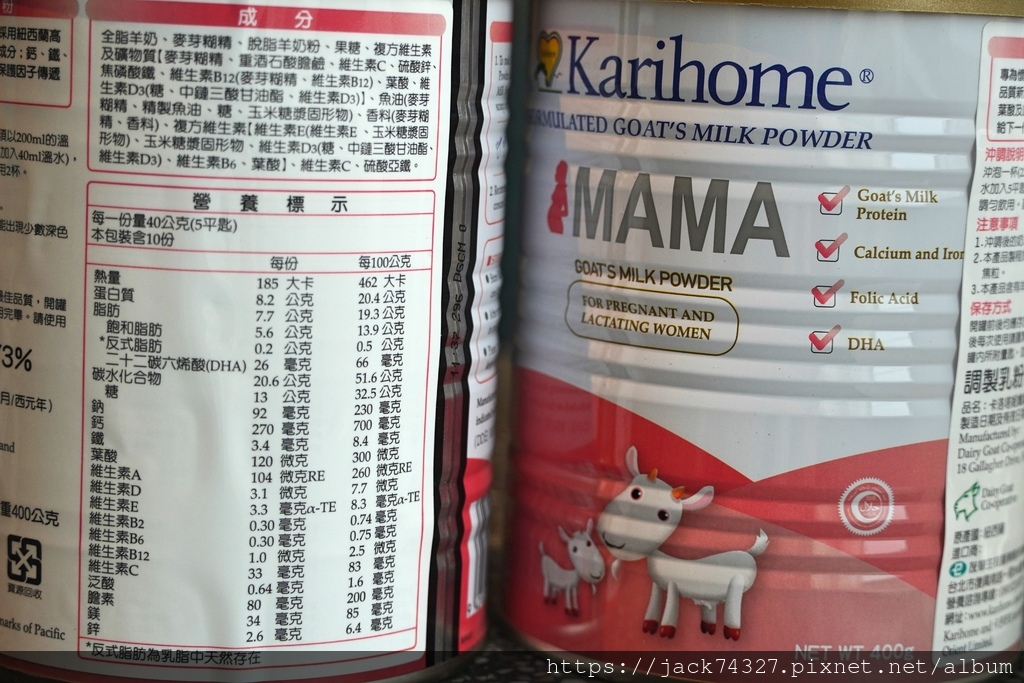 成 分
全脂羊奶、麥芽糊精、脫脂羊奶粉、果糖、複方維生素
及礦物質【麥芽糊精、重酒石酸膽鹼、維生素C、硫酸鋅、
焦磷酸鐵、維生素B12(麥芽糊精、維生素B12)、葉酸、維
生素D3(糖、中鏈三酸甘油酯、維生素D3)】、魚油(麥芽
糊精、精製魚油、糖、玉米糖漿固形物)、香料(麥芽糊
精、香料)、複方維生素【維生素E(維生素E、玉米糖漿固
形物)、玉米糖漿固形物、維生素D3(糖、中鏈三酸甘油酯、
維生素D3)、維生素B6、葉酸】、維生素C、硫酸亞鐵。
營 養 標 示
每一份量40公克(5平匙)
本包裝含10份
每份 每100公克
熱量 185 大卡 462 大卡
蛋白質 8.2 公克 20.4 公克
脂肪 7.7 公克 19.3 公克
飽和脂肪 5.6 公克 13.9 公克
*反式脂肪 0.2 公克 0.5 公克
二十二碳六烯酸(DHA) 26 毫克 66 毫克
碳水化合物 20.6 公克 51.6 公克
糖 13 公克 32.5 公克
鈉 92 毫克 230 毫克
鈣 270 毫克 700 毫克
鐵 3.4 毫克 8.4 毫克
葉酸 120 微克 300 微克
維生素A 104 微克RE 260 微克RE
維生素D 3.1 微克 7.7 微克
維生素E 3.3 毫克α-TE 8.3 毫克α-TE
維生素B2 0.30 毫克 0.74 毫克
維生素B6 0.30 毫克 0.75 毫克
維生素B12 1.0 微克 2.5 微克
維生素C 33 毫克 83 毫克
泛酸 0.64 毫克 1.6 毫克
膽素 80 毫克 200 毫克
鎂 34 毫克 85 毫克
鋅 2.6 毫克 6.4 毫克
*反式脂肪為乳脂中天然存在
重400公克
資源回收
marks of Pacific
Karihome®
FORMULATED GOAT'S MILK POWDER
MAMA
GOAT'S MILK POWDER
FOR PREGNANT AND
LACTATING WOMEN
Goat's Milk
Protein
Calcium and Iron
Folic Acid
DHA
NET WT 400g
沖調說明
注意事項
保存方式
調製乳粉
Manufactured by:
Dairy Goat Co-
18 Gallagher
Dairy Goat
Co-operative
https://jack74327.pixnet.net/album